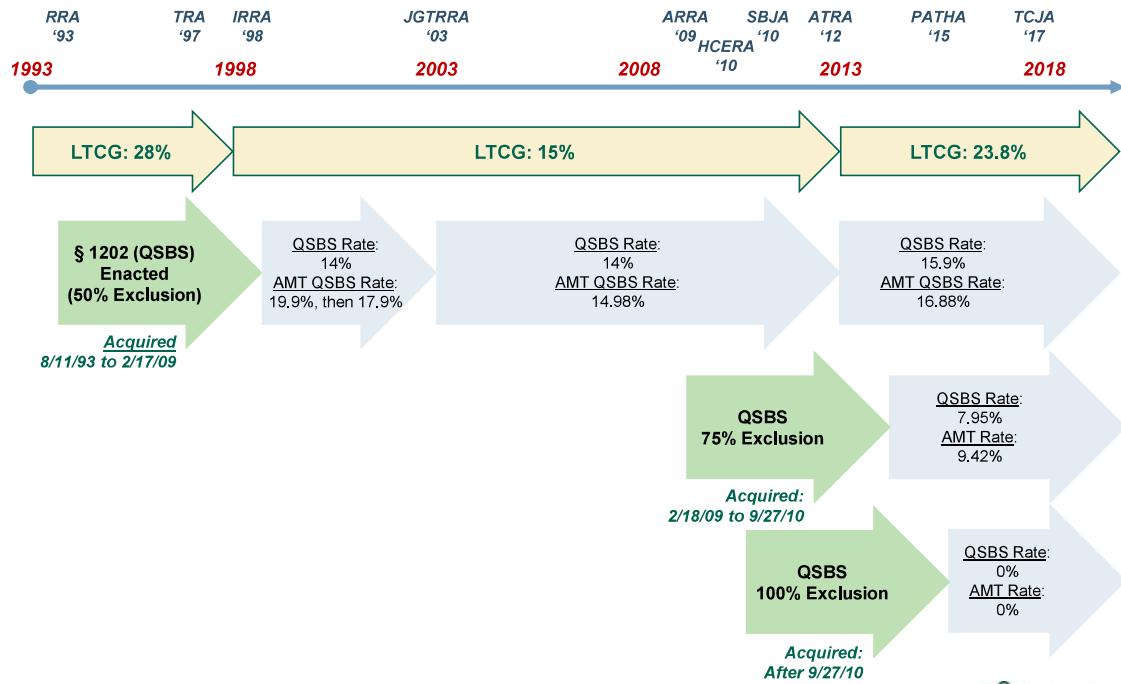 RRA
‘93
TRA
‘97
IRRA
‘98
JGTRRA
‘03
ARRA
‘09
HCERA
‘10
SBJA
‘10
ATRA
‘12
PATHA
‘15
TCJA
‘17
1993
1998
2003
2008
2013
2018
LTCG: 28%
LTCG: 15%
LTCG: 23.8%
§ 1202 (QSBS)
Enacted
(50% Exclusion)
QSBS Rate:
14%
AMT QSBS Rate:
19.9%, then 17.9%
QSBS Rate:
14%
AMT QSBS Rate:
14.98%
QSBS Rate:
15.9%
AMT QSBS Rate:
16.88%
Acquired
8/11/93 to 2/17/09
QSBS
75% Exclusion
QSBS Rate:
7.95%
AMT Rate:
9.42%
Acquired:
2/18/09 to 9/27/10
QSBS
100% Exclusion
QSBS Rate:
0%
AMT Rate:
0%
Acquired:
After 9/27/10